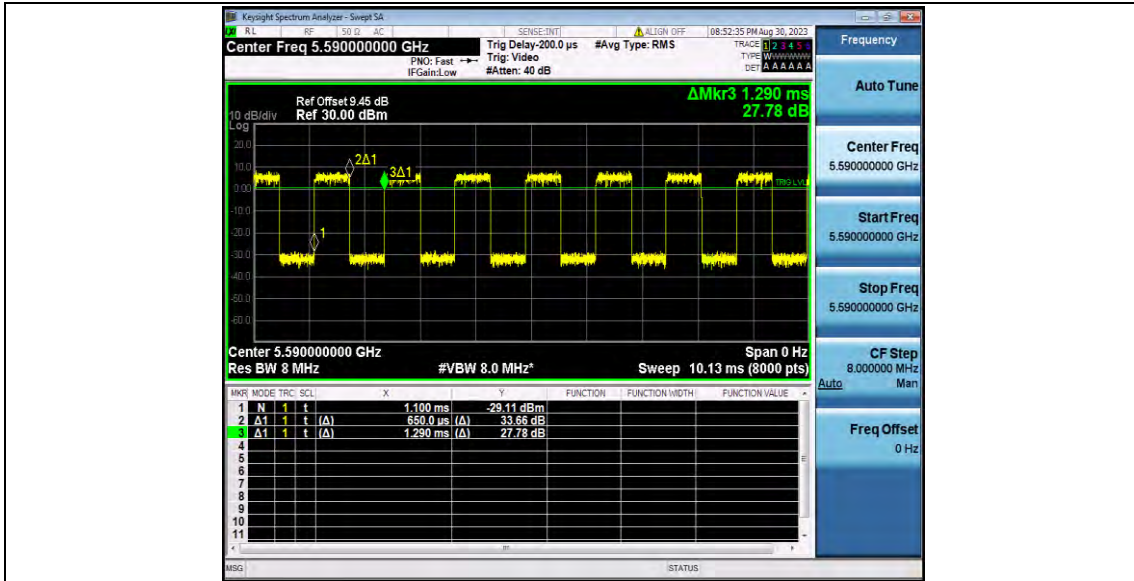 Keysight Spectrum Analyzer - Swept SA
RL RF 50 Ω AC SENSE:INT ALIGN OFF 08:52:35 PM Aug 30, 2023
Center Freq 5.590000000 GHz
PNO: Fast
IFGain:Low
Trig Delay-200.0 µs
Trig: Video
#Atten: 40 dB
#Avg Type: RMS
TRACE 1 2 3 4 5 6
TYPE W
DET A A A A A A
Ref Offset 9.45 dB
10 dB/div Ref 30.00 dBm
Log
ΔMkr3 1.290 ms
27.78 dB
20.0
10.0
0.00
-10.0
-20.0
-30.0
-40.0
-50.0
-60.0
2Δ1
3Δ1
1
TRIG LVL
Center 5.590000000 GHz Span 0 Hz
Res BW 8 MHz #VBW 8.0 MHz* Sweep 10.13 ms (8000 pts)
MKR MODE TRC SCL X Y FUNCTION FUNCTION WIDTH FUNCTION VALUE
1 N 1 t 1.100 ms -29.11 dBm
2 Δ1 1 t (Δ) 650.0 µs (Δ) 33.66 dB
3 Δ1 1 t (Δ) 1.290 ms (Δ) 27.78 dB
4
5
6
7
8
9
10
11
MSG STATUS
Frequency
Auto Tune
Center Freq
5.590000000 GHz
Start Freq
5.590000000 GHz
Stop Freq
5.590000000 GHz
CF Step
8.000000 MHz
Auto Man
Freq Offset
0 Hz